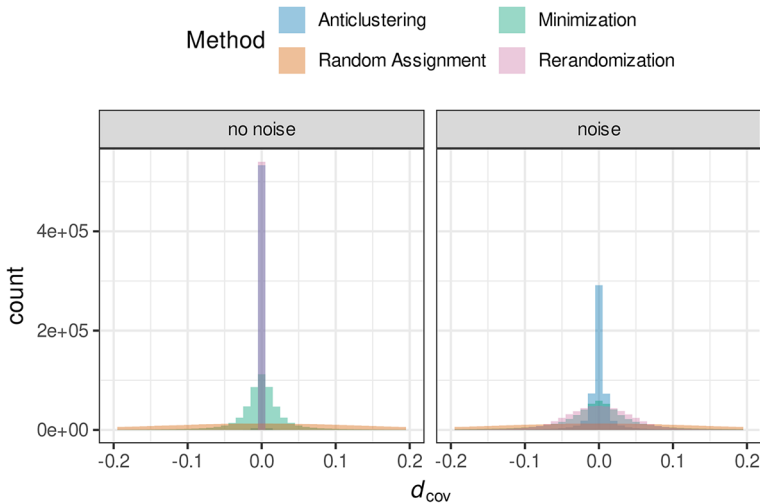 Method
Anticlustering
Minimization
Random Assignment
Rerandomization
no noise
noise
count
4e+05
2e+05
0e+00
-0.2 -0.1 0.0 0.1 0.2
-0.2 -0.1 0.0 0.1 0.2
dcov